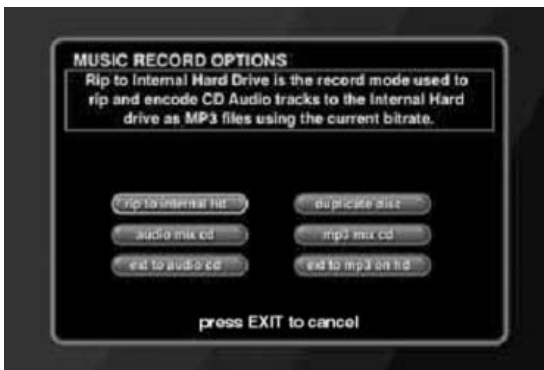 MUSIC RECORD OPTIONS
Rip to Internal Hard Drive is the record mode used to
rip and encode CD Audio tracks to the Internal Hard
drive as MP3 files using the current bitrate.
rip to internal hd duplicate disc
audio mix cd mp3 mix cd
ext to audio cd ext to mp3 on hd
press EXIT to cancel